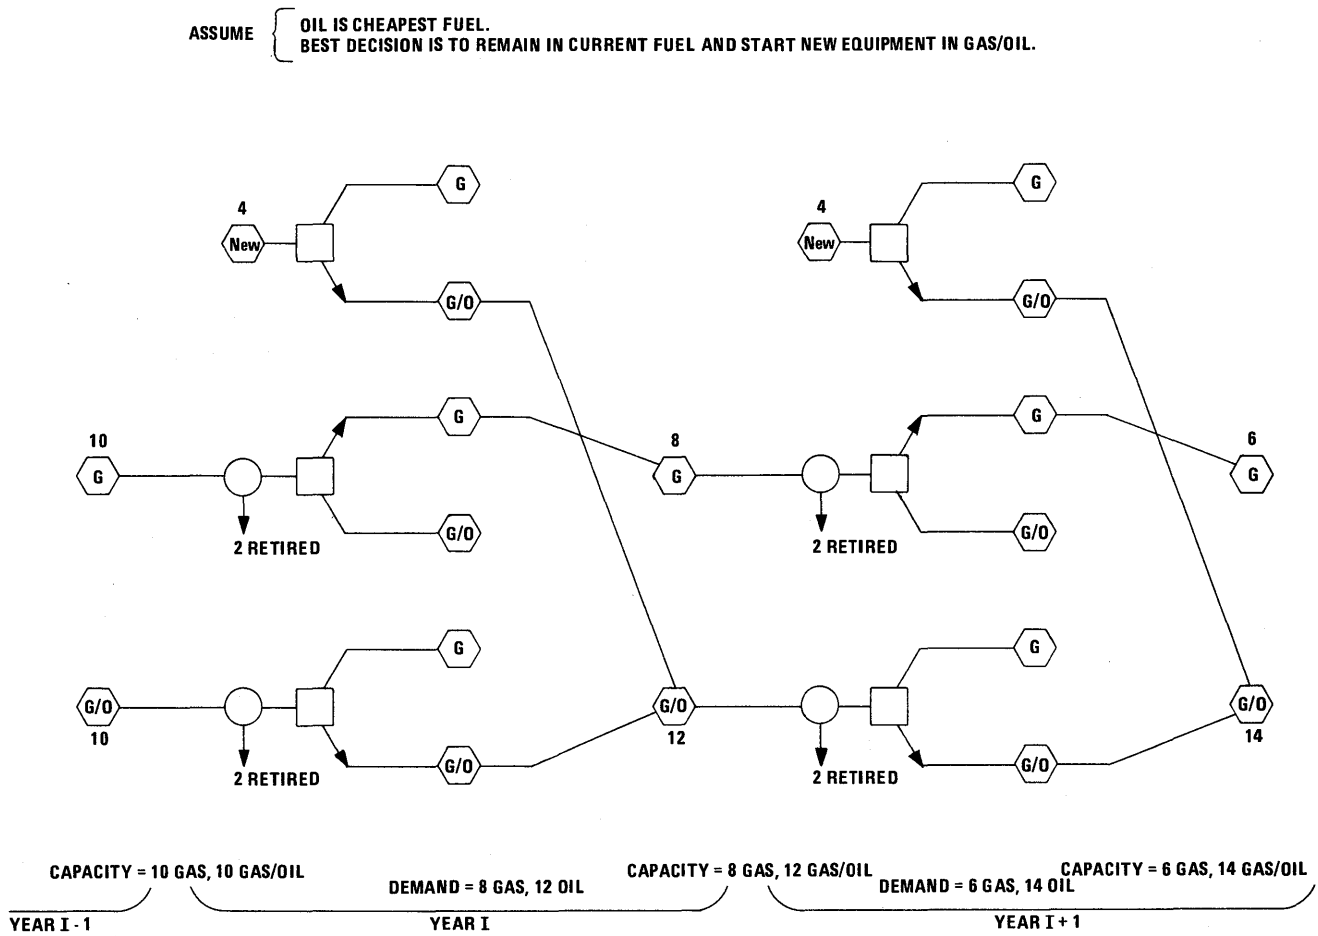 ASSUME
OIL IS CHEAPEST FUEL.
BEST DECISION IS TO REMAIN IN CURRENT FUEL AND START NEW EQUIPMENT IN GAS/OIL.
G
G
4
4
New
New
G/O
G/O
G
G
10
8
6
G
G
G
G/O
G/O
2 RETIRED
2 RETIRED
G
G
G/O
G/O
G/O
10
12
14
G/O
G/O
2 RETIRED
2 RETIRED
CAPACITY = 10 GAS, 10 GAS/OIL
CAPACITY = 8 GAS, 12 GAS/OIL
CAPACITY = 6 GAS, 14 GAS/OIL
DEMAND = 8 GAS, 12 OIL
DEMAND = 6 GAS, 14 OIL
YEAR I - 1
YEAR I
YEAR I + 1